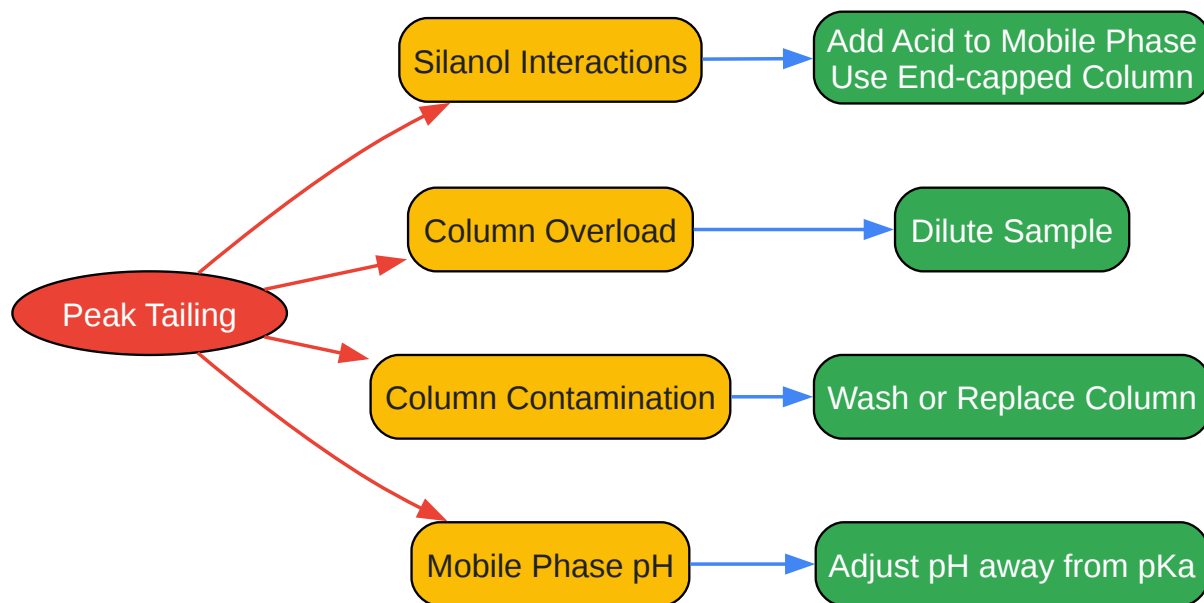 Silanol Interactions
Add Acid to Mobile Phase
Use End-capped Column
Column Overload
Dilute Sample
Peak Tailing
Column Contamination
Wash or Replace Column
Mobile Phase pH
Adjust pH away from pKa